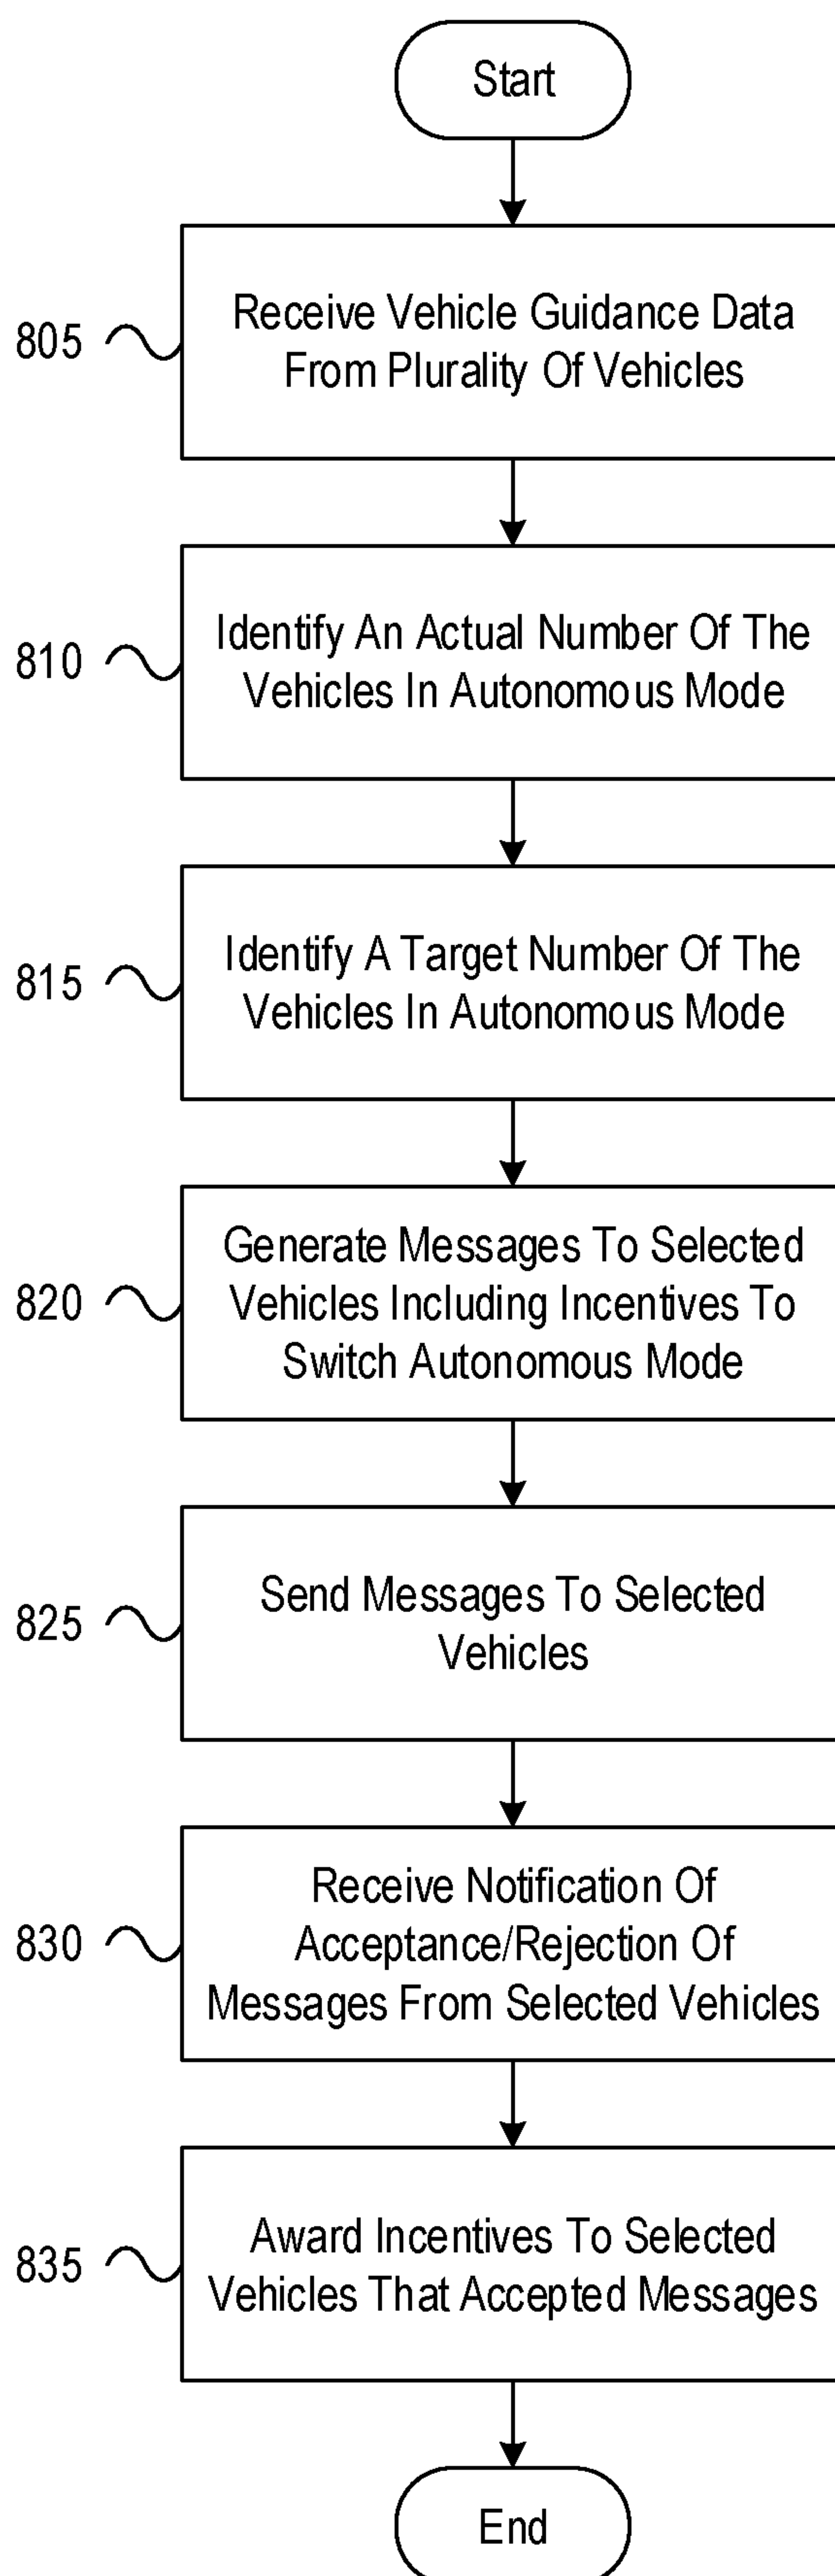 Start
805
Receive Vehicle Guidance Data
From Plurality Of Vehicles
810
Identify An Actual Number Of The
Vehicles In Autonomous Mode
815
Identify A Target Number Of The
Vehicles In Autonomous Mode
820
Generate Messages To Selected
Vehicles Including Incentives To
Switch Autonomous Mode
825
Send Messages To Selected
Vehicles
830
Receive Notification Of
Acceptance/Rejection Of
Messages From Selected Vehicles
835
Award Incentives To Selected
Vehicles That Accepted Messages
End